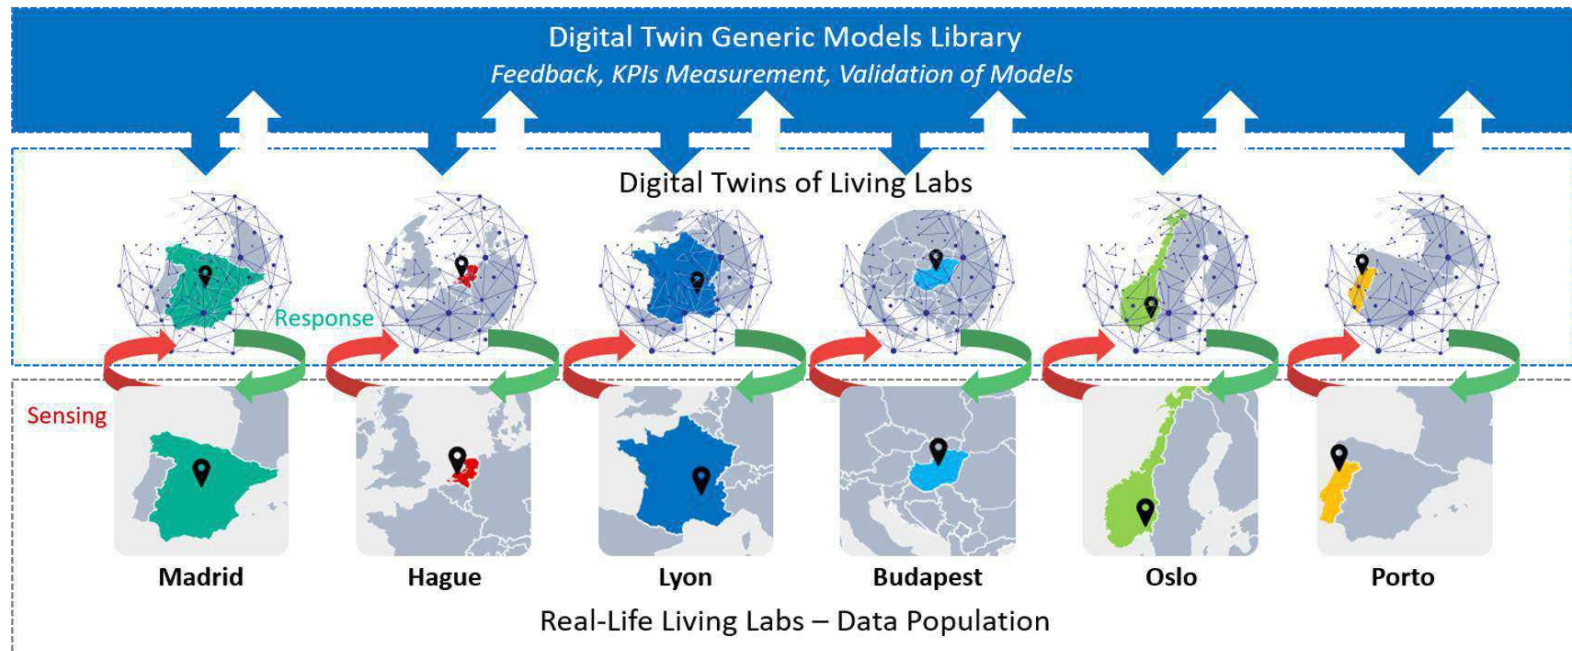 Digital Twin Generic Models Library
Feedback, KPIs Measurement, Validation of Models
Digital Twins of Living Labs
Response
Sensing
Madrid
Hague
Lyon
Budapest
Oslo
Porto
Real-Life Living Labs – Data Population